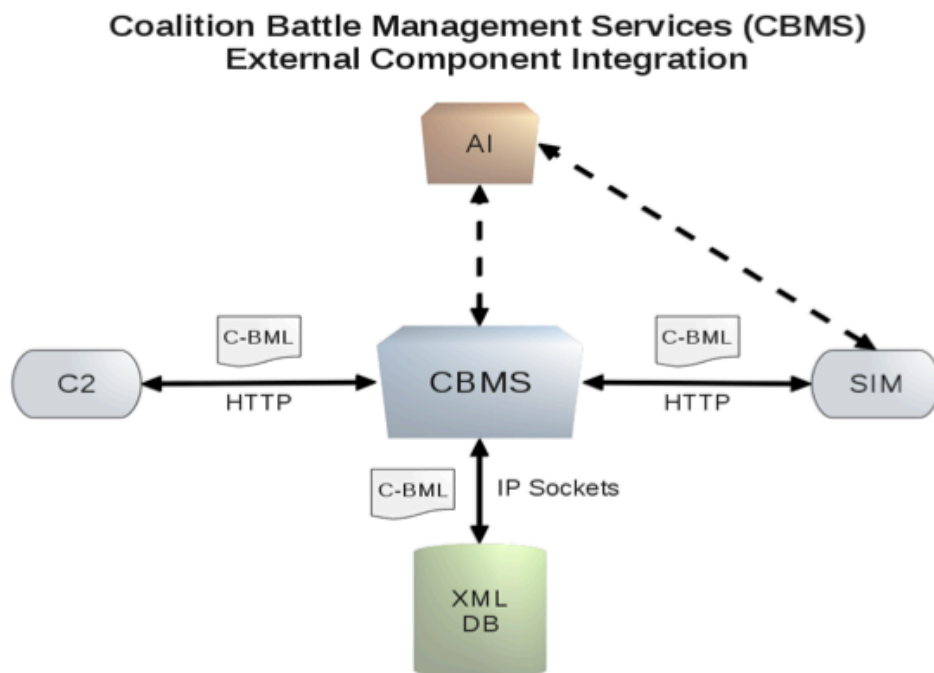 Coalition Battle Management Services (CBMS)
External Component Integration
AI
C-BML
C-BML
C2
CBMS
SIM
HTTP
HTTP
C-BML
IP Sockets
XML
DB